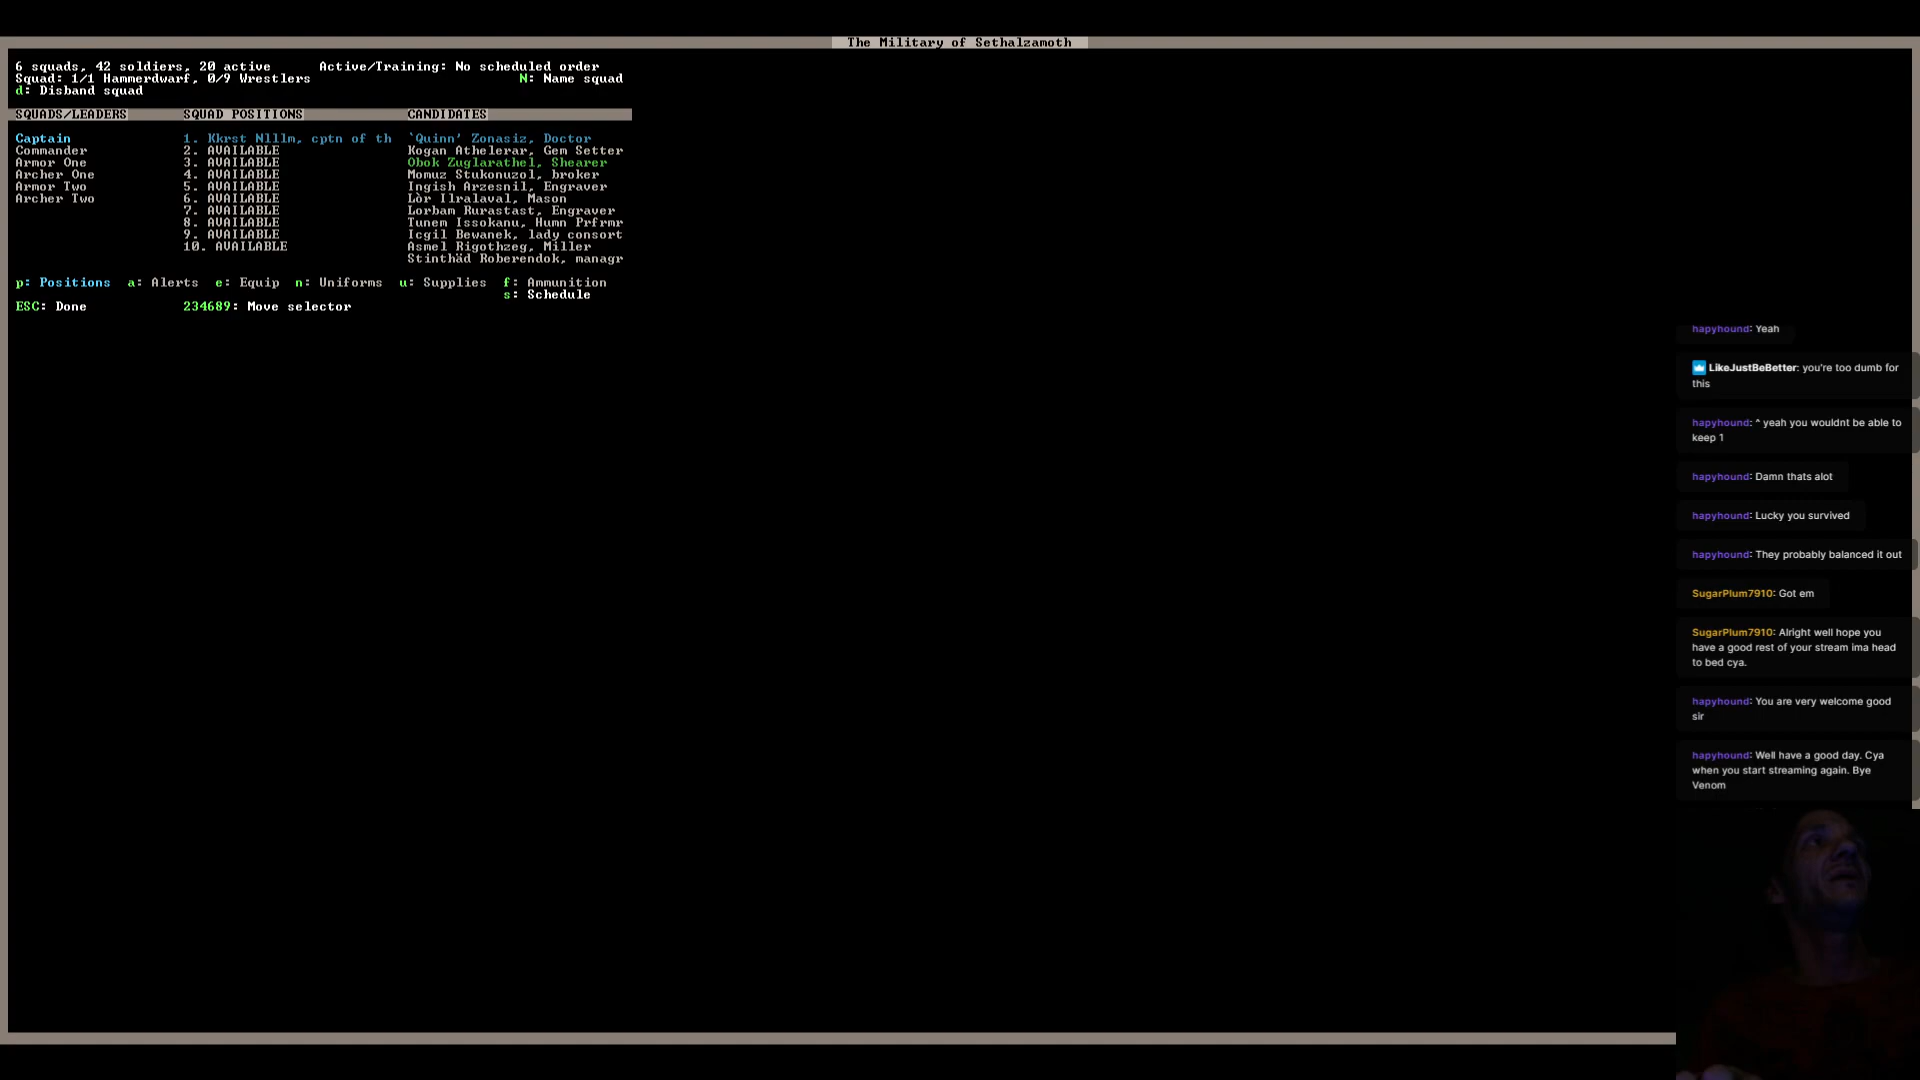 The Military of Sethalzamoth
6 squads, 42 soldiers, 20 active Active/Training: No scheduled order
Squad: 1/1 Hammerdwarf, 0/9 Wrestlers N: Name squad
d: Disband squad
SQUADS/LEADERS SQUAD POSITIONS CANDIDATES
Captain 1. Kkrst Nlllm, cptn of th `Quinn' Zonasiz, Doctor
Commander 2. AVAILABLE Kogan Athelerar, Gem Setter
Armor One 3. AVAILABLE Obok Zuglarathel, Shearer
Archer One 4. AVAILABLE Momuz Stukonuzol, broker
Armor Two 5. AVAILABLE Ingish Arzesnil, Engraver
Archer Two 6. AVAILABLE Lòr Ilralaval, Mason
7. AVAILABLE Lorbam Rurastast, Engraver
8. AVAILABLE Tunem Issokanu, Humn Prfrmr
9. AVAILABLE Icgil Bewanek, lady consort
10. AVAILABLE Asmel Rigothzeg, Miller
Stinthäd Roberendok, managr
p: Positions a: Alerts e: Equip n: Uniforms u: Supplies f: Ammunition
s: Schedule
ESC: Done 234689: Move selector
hapyhound: Yeah
LikeJustBeBetter: you're too dumb for
this
hapyhound: ^ yeah you wouldnt be able to
keep 1
hapyhound: Damn thats alot
hapyhound: Lucky you survived
hapyhound: They probably balanced it out
SugarPlum7910: Got em
SugarPlum7910: Alright well hope you
have a good rest of your stream ima head
to bed cya.
hapyhound: You are very welcome good
sir
hapyhound: Well have a good day. Cya
when you start streaming again. Bye
Venom